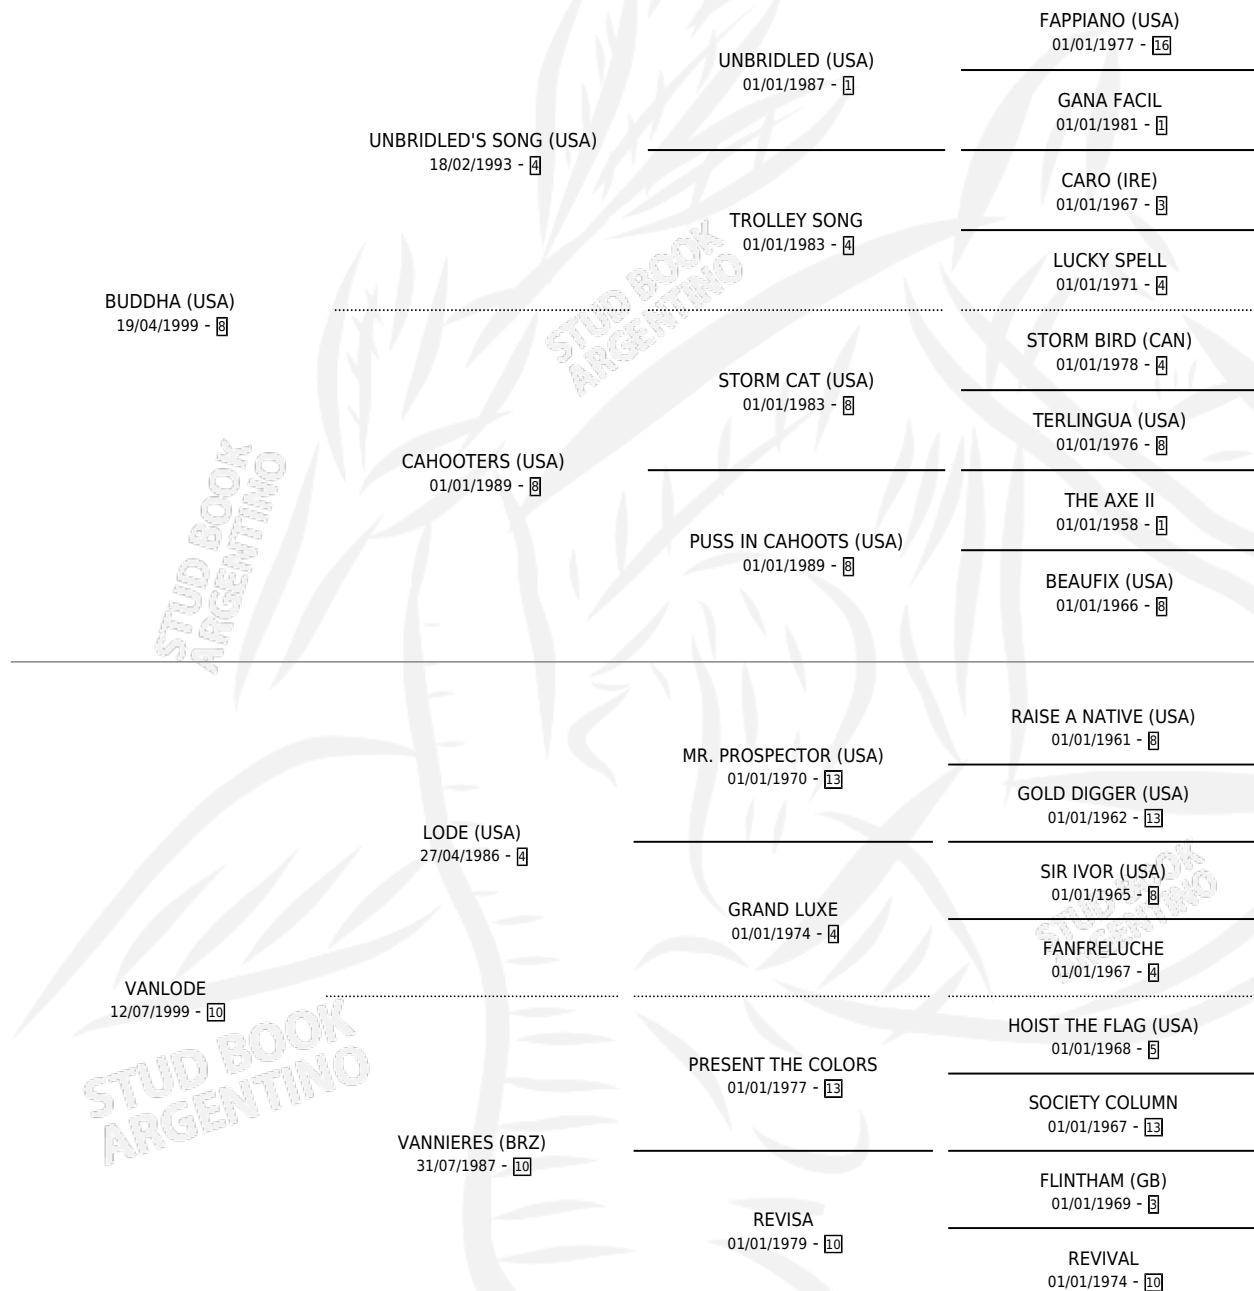 FAPPIANO (USA)
01/01/1977 - 16
UNBRIDLED (USA)
01/01/1987 - 1
GANA FACIL
01/01/1981 - 1
UNBRIDLED'S SONG (USA)
18/02/1993 - 4
CARO (IRE)
01/01/1967 - 3
TROLLEY SONG
01/01/1983 - 4
LUCKY SPELL
01/01/1971 - 4
BUDDHA (USA)
19/04/1999 - 8
STORM BIRD (CAN)
01/01/1978 - 4
STORM CAT (USA)
01/01/1983 - 8
TERLINGUA (USA)
01/01/1976 - 8
CAHOOTERS (USA)
01/01/1989 - 8
THE AXE II
01/01/1958 - 1
PUSS IN CAHOOTS (USA)
01/01/1989 - 8
BEAUFIX (USA)
01/01/1966 - 8
RAISE A NATIVE (USA)
01/01/1961 - 8
MR. PROSPECTOR (USA)
01/01/1970 - 13
GOLD DIGGER (USA)
01/01/1962 - 13
LODE (USA)
27/04/1986 - 4
SIR IVOR (USA)
01/01/1965 - 8
GRAND LUXE
01/01/1974 - 4
FANFRELUCHE
01/01/1967 - 4
VANLODE
12/07/1999 - 10
HOIST THE FLAG (USA)
01/01/1968 - 5
PRESENT THE COLORS
01/01/1977 - 13
SOCIETY COLUMN
01/01/1967 - 13
VANNIERES (BRZ)
31/07/1987 - 10
FLINTHAM (GB)
01/01/1969 - 3
REVISA
01/01/1979 - 10
REVIVAL
01/01/1974 - 10
STUD BOOK
ARGENTINO
STUD BOOK
ARGENTINO
STUD BOOK
ARGENTINO
STUD BOOK
ARGENTINO